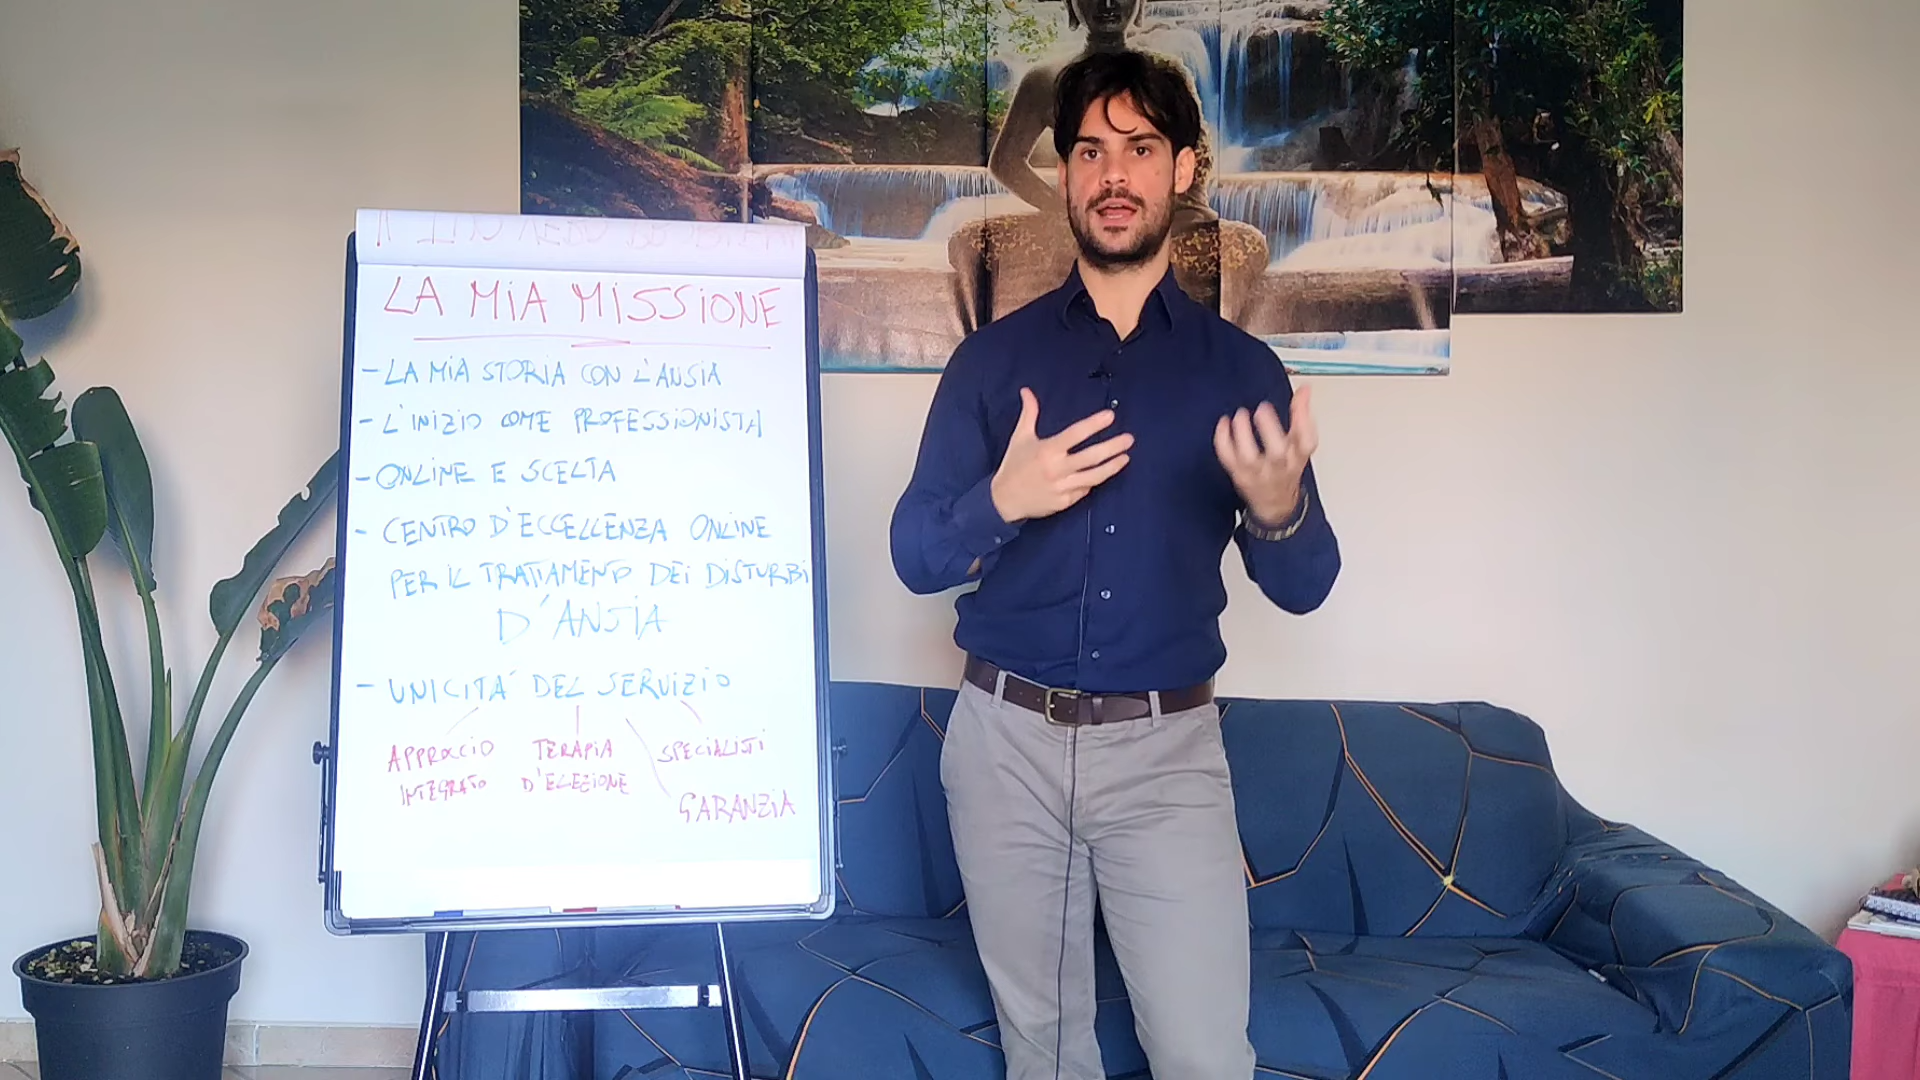 LA MIA MISSIONE
- LA MIA STORIA CON L'ANSIA
- L'INIZIO COME PROFESSIONISTA
- ONLINE E SCELTA
- CENTRO D'ECCELLENZA ONLINE
PER IL TRATTAMENTO DEI DISTURBI
D'ANSIA
- UNICITÀ DEL SERVIZIO
APPROCCIO TERAPIA SPECIALISTI
INTEGRATO D'ELEZIONE
GARANZIA